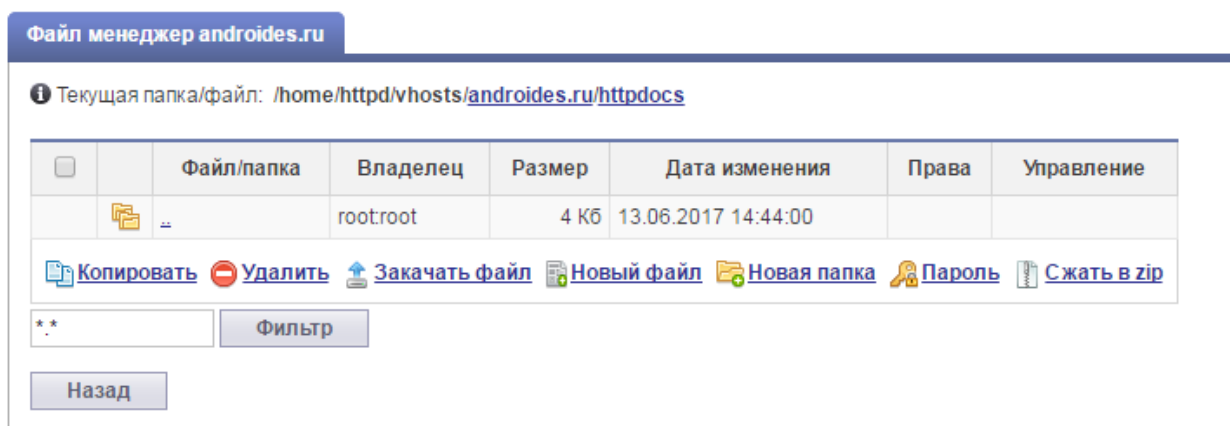 Файл менеджер androides.ru
Текущая папка/файл: /home/httpd/vhosts/androides.ru/httpdocs
Файл/папка Владелец Размер Дата изменения Права Управление
.. root:root 4 Кб 13.06.2017 14:44:00
Копировать Удалить Закачать файл Новый файл Новая папка Пароль Сжать в zip
*.* Фильтр
Назад